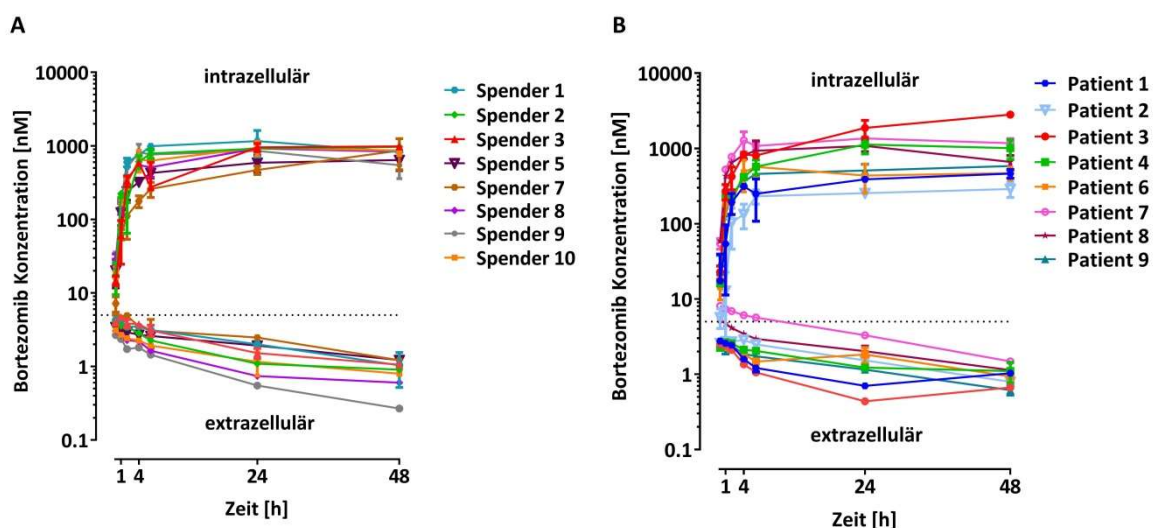 A
Bortezomib Konzentration [nM]
10000
1000
100
10
1
0.1
intrazellulär
extrazellulär
1 4 24 48
Zeit [h]
Spender 1
Spender 2
Spender 3
Spender 5
Spender 7
Spender 8
Spender 9
Spender 10
B
Bortezomib Konzentration [nM]
10000
1000
100
10
1
0.1
intrazellulär
extrazellulär
1 4 24 48
Zeit [h]
Patient 1
Patient 2
Patient 3
Patient 4
Patient 6
Patient 7
Patient 8
Patient 9